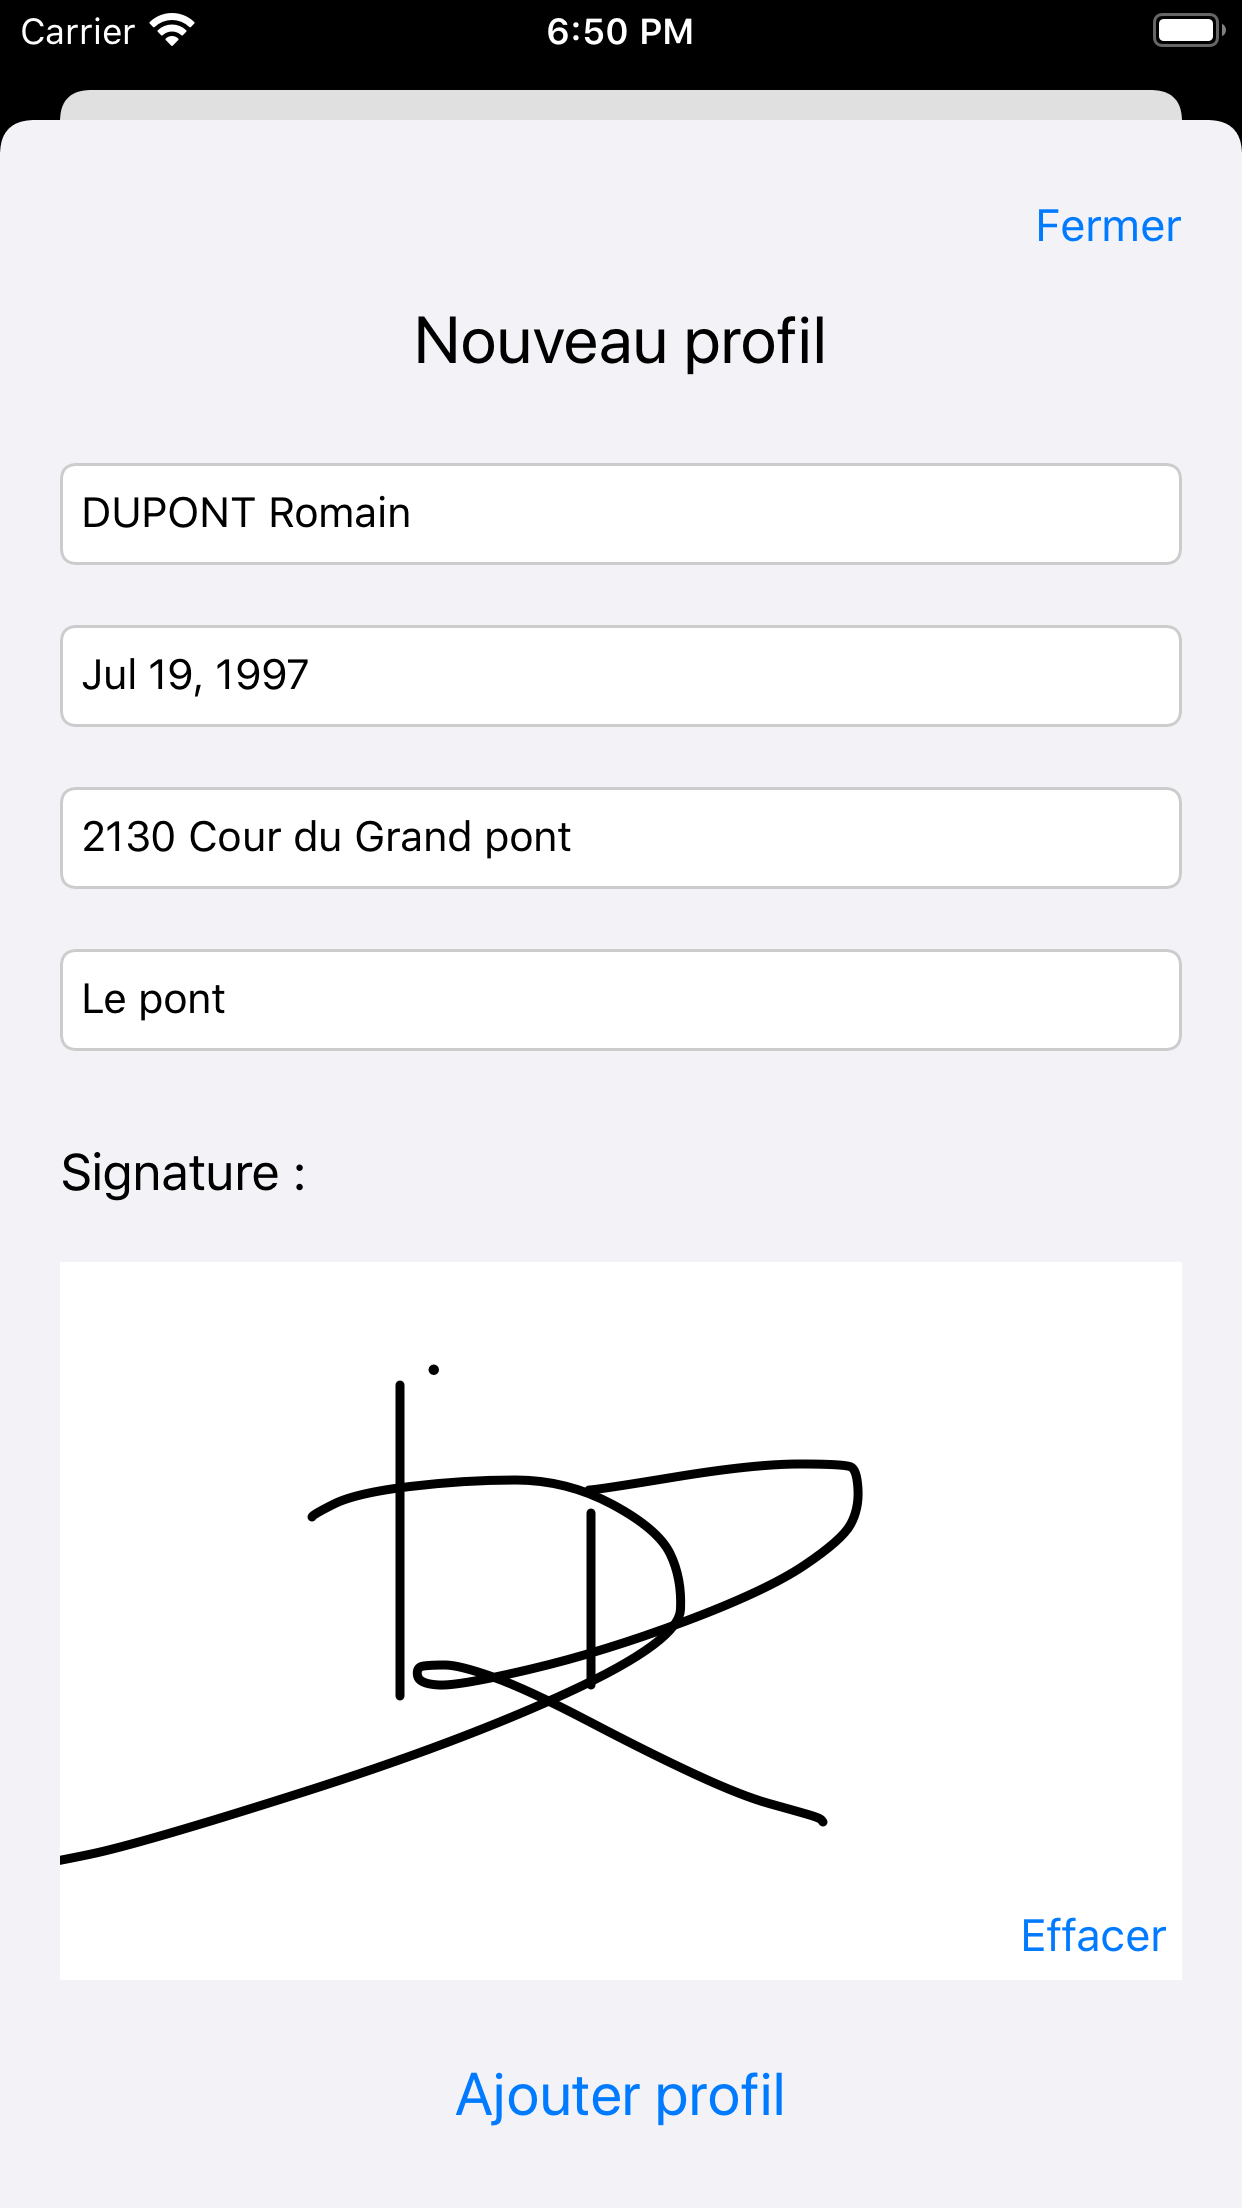 Carrier 6:50 PM
Fermer
Nouveau profil
DUPONT Romain
Jul 19, 1997
2130 Cour du Grand pont
Le pont
Signature :
Effacer
Ajouter profil